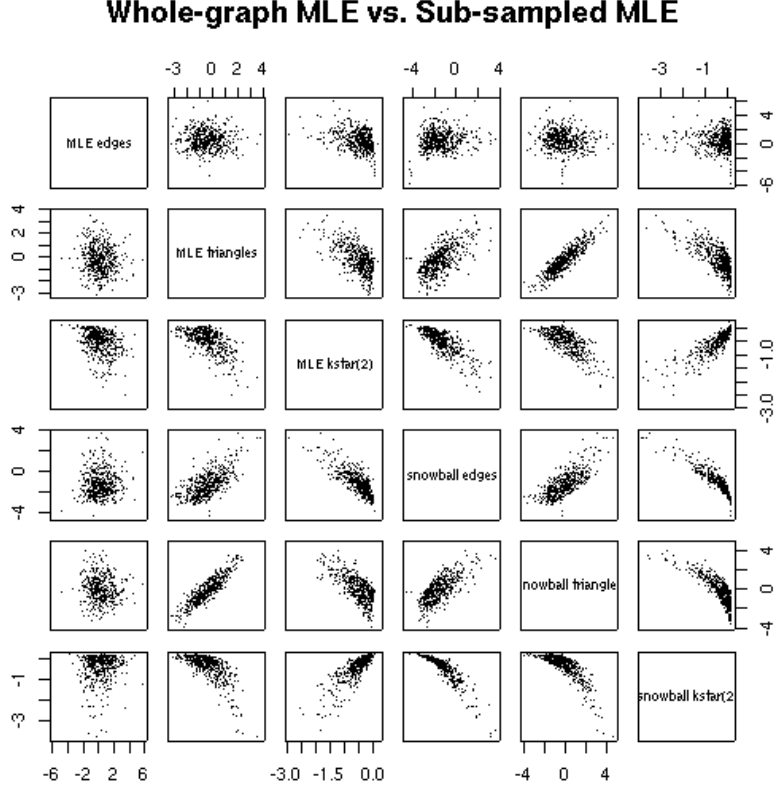 Whole-graph MLE vs. Sub-sampled MLE
-3 0 2 4
-4 0 4
-3 -1
MLE edges
4
0
-6
4
2
0
-3
MLE triangles
MLE kstar(2)
-1.0
-3.0
4
0
-4
snowball edges
nowball triangle
4
0
-4
-1
-3
snowball kstar(2
-6 -2 2 6
-3.0 -1.5 0.0
-4 0 4